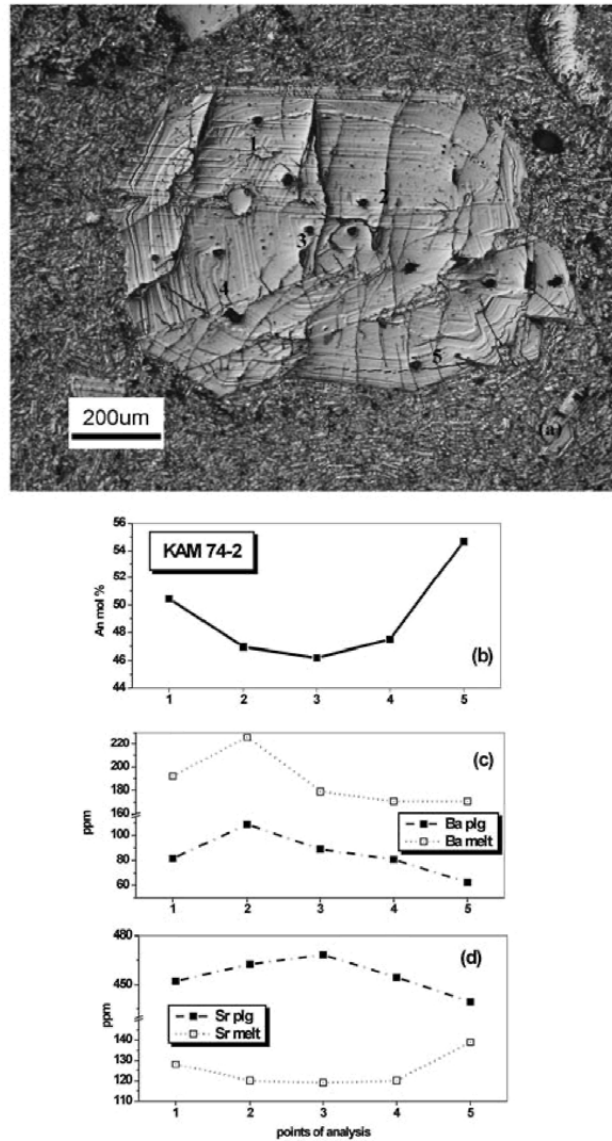 1
2
3
4
5
200um
(a)
56
54
52
50
48
46
44
An mol %
KAM 74-2
(b)
1 2 3 4 5
220
200
180
160
100
80
60
ppm
(c)
Ba plg
Ba melt
1 2 3 4 5
480
450
140
130
120
110
ppm
(d)
Sr plg
Sr melt
1 2 3 4 5
points of analysis